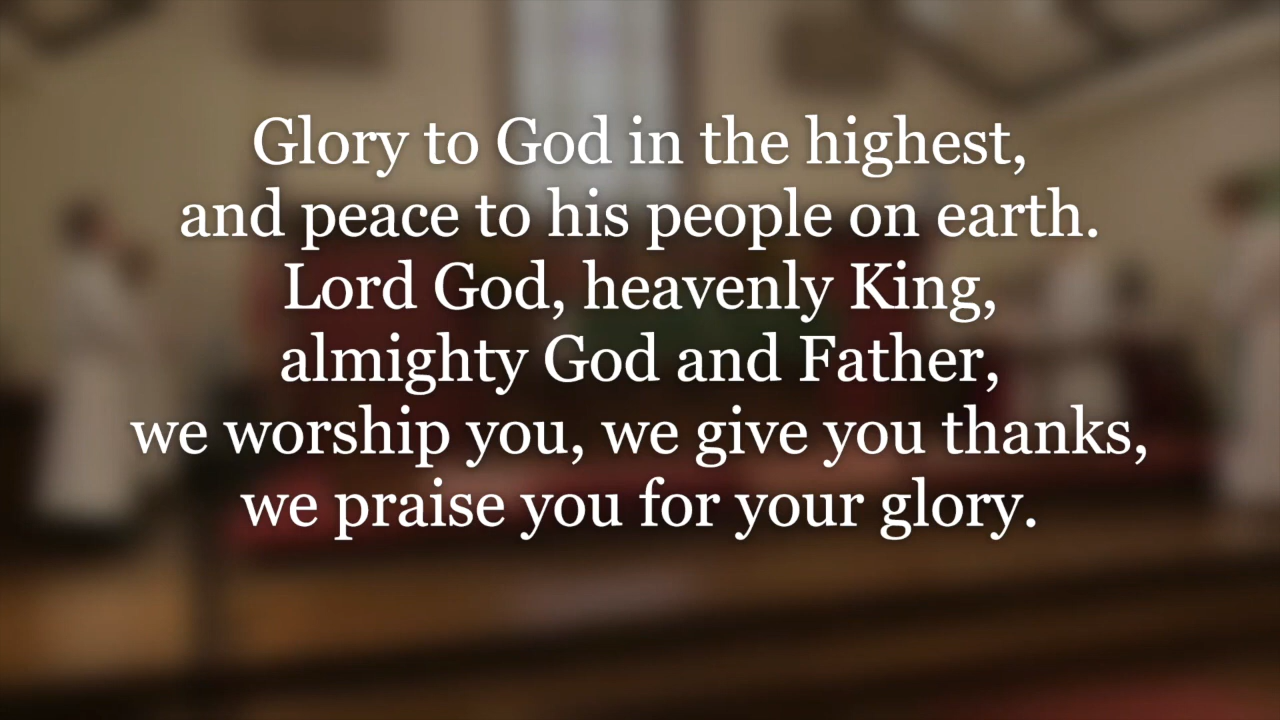 Glory to God in the highest,
and peace to his people on earth.
Lord God, heavenly King,
almighty God and Father,
we worship you, we give you thanks,
we praise you for your glory.